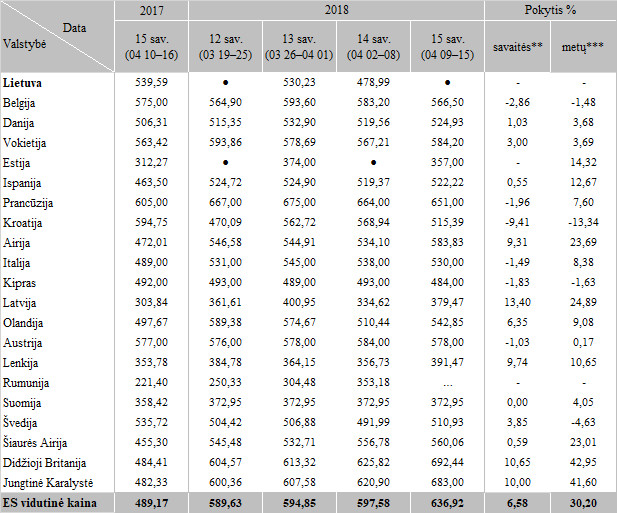 Data
Valstybė
2017 2018 Pokytis %
15 sav. 12 sav. 13 sav. 14 sav. 15 sav. savaitės** metų***
(04 10–16) (03 19–25) (03 26–04 01) (04 02–08) (04 09–15)
Lietuva 539,59 ● 530,23 478,99 ● - -
Belgija 575,00 564,90 593,60 583,20 566,50 -2,86 -1,48
Danija 506,31 515,35 532,90 519,56 524,93 1,03 3,68
Vokietija 563,42 593,86 578,69 567,21 584,20 3,00 3,69
Estija 312,27 ● 374,00 ● 357,00 - 14,32
Ispanija 463,50 524,72 524,90 519,37 522,22 0,55 12,67
Prancūzija 605,00 667,00 675,00 664,00 651,00 -1,96 7,60
Kroatija 594,75 470,09 562,72 568,94 515,39 -9,41 -13,34
Airija 472,01 546,58 544,91 534,10 583,83 9,31 23,69
Italija 489,00 531,00 545,00 538,00 530,00 -1,49 8,38
Kipras 492,00 493,00 489,00 493,00 484,00 -1,83 -1,63
Latvija 303,84 361,61 400,95 334,62 379,47 13,40 24,89
Olandija 497,67 589,38 574,67 510,44 542,85 6,35 9,08
Austrija 577,00 576,00 578,00 584,00 578,00 -1,03 0,17
Lenkija 353,78 384,78 364,15 356,73 391,47 9,74 10,65
Rumunija 221,40 250,33 304,48 353,18 ... - -
Suomija 358,42 372,95 372,95 372,95 372,95 0,00 4,05
Švedija 535,72 504,42 506,88 491,99 510,93 3,85 -4,63
Šiaurės Airija 455,30 545,48 532,71 556,78 560,06 0,59 23,01
Didžioji Britanija 484,41 604,57 613,32 625,82 692,44 10,65 42,95
Jungtinė Karalystė 482,33 600,36 607,58 620,90 683,00 10,00 41,60
ES vidutinė kaina 489,17 589,63 594,85 597,58 636,92 6,58 30,20